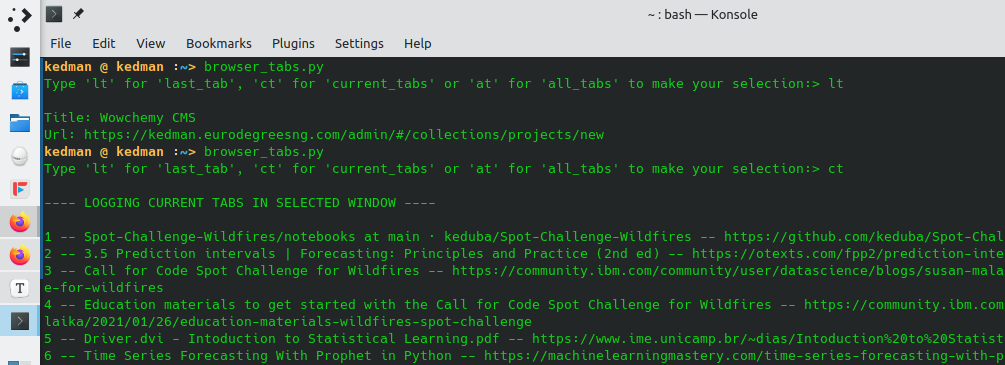 ~ : bash — Konsole
File Edit View Bookmarks Plugins Settings Help
kedman @ kedman :~> browser_tabs.py
Type 'lt' for 'last_tab', 'ct' for 'current_tabs' or 'at' for 'all_tabs' to make your selection:> lt
Title: Wowchemy CMS
Url: https://kedman.eurodegreesng.com/admin/#/collections/projects/new
kedman @ kedman :~> browser_tabs.py
Type 'lt' for 'last_tab', 'ct' for 'current_tabs' or 'at' for 'all_tabs' to make your selection:> ct
---- LOGGING CURRENT TABS IN SELECTED WINDOW ----
1 -- Spot-Challenge-Wildfires/notebooks at main · keduba/Spot-Challenge-Wildfires -- https://github.com/keduba/Spot-Chal
2 -- 3.5 Prediction intervals | Forecasting: Principles and Practice (2nd ed) -- https://otexts.com/fpp2/prediction-inte
3 -- Call for Code Spot Challenge for Wildfires -- https://community.ibm.com/community/user/datascience/blogs/susan-mala
e-for-wildfires
4 -- Education materials to get started with the Call for Code Spot Challenge for Wildfires -- https://community.ibm.com
laika/2021/01/26/education-materials-wildfires-spot-challenge
5 -- Driver.dvi - Intoduction to Statistical Learning.pdf -- https://www.ime.unicamp.br/~dias/Intoduction%20to%20Statist
6 -- Time Series Forecasting With Prophet in Python -- https://machinelearningmastery.com/time-series-forecasting-with-p
T